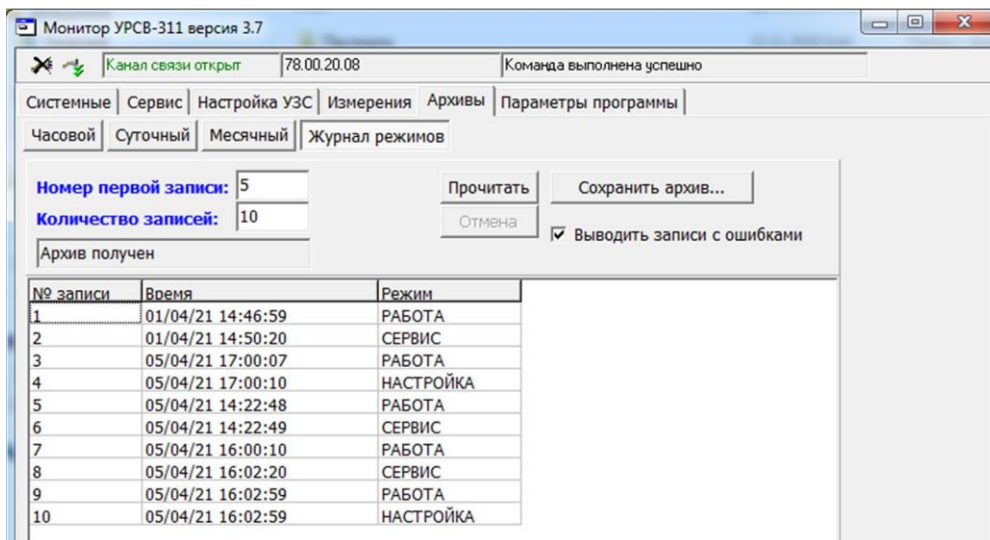 Монитор УРСВ-311 версия 3.7
Канал связи открыт 78.00.20.08 Команда выполнена успешно
Системные Сервис Настройка УЗС Измерения Архивы Параметры программы
Часовой Суточный Месячный Журнал режимов
Номер первой записи: 5 Прочитать Сохранить архив...
Количество записей: 10 Отмена Выводить записи с ошибками
Архив получен
№ записи Время Режим
1 01/04/21 14:46:59 РАБОТА
2 01/04/21 14:50:20 СЕРВИС
3 05/04/21 17:00:07 РАБОТА
4 05/04/21 17:00:10 НАСТРОЙКА
5 05/04/21 14:22:48 РАБОТА
6 05/04/21 14:22:49 СЕРВИС
7 05/04/21 16:00:10 РАБОТА
8 05/04/21 16:02:20 СЕРВИС
9 05/04/21 16:02:59 РАБОТА
10 05/04/21 16:02:59 НАСТРОЙКА